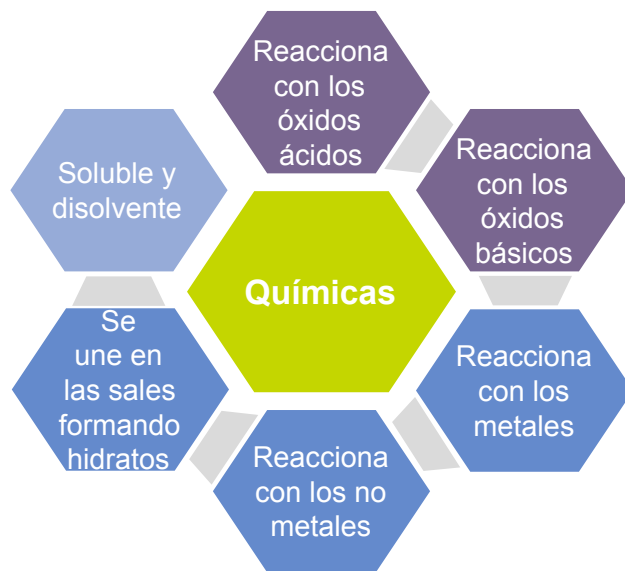 Reacciona
con los
óxidos
ácidos
Reacciona
con los
óxidos
básicos
Reacciona
con los
metales
Reacciona
con los no
metales
Se
une en
las sales
formando
hidratos
Soluble y
disolvente
Químicas